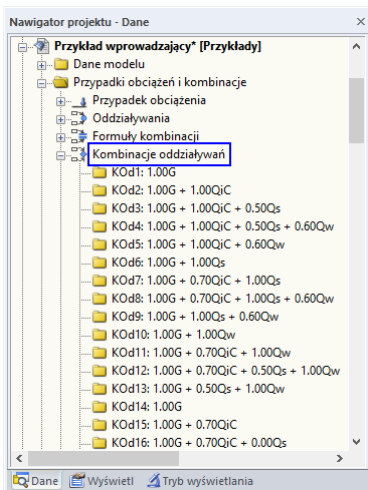 Nawigator projektu - Dane
Przykład wprowadzający* [Przykłady]
Dane modelu
Przypadki obciążeń i kombinacje
Przypadek obciążenia
Oddziaływania
Formuły kombinacji
Kombinacje oddziaływań
KOd1: 1.00G
KOd2: 1.00G + 1.00QiC
KOd3: 1.00G + 1.00QiC + 0.50Qs
KOd4: 1.00G + 1.00QiC + 0.50Qs + 0.60Qw
KOd5: 1.00G + 1.00QiC + 0.60Qw
KOd6: 1.00G + 1.00Qs
KOd7: 1.00G + 0.70QiC + 1.00Qs
KOd8: 1.00G + 0.70QiC + 1.00Qs + 0.60Qw
KOd9: 1.00G + 1.00Qs + 0.60Qw
KOd10: 1.00G + 1.00Qw
KOd11: 1.00G + 0.70QiC + 1.00Qw
KOd12: 1.00G + 0.70QiC + 0.50Qs + 1.00Qw
KOd13: 1.00G + 0.50Qs + 1.00Qw
KOd14: 1.00G
KOd15: 1.00G + 0.70QiC
KOd16: 1.00G + 0.70QiC + 0.00Qs
Dane Wyświetl Tryb wyświetlania